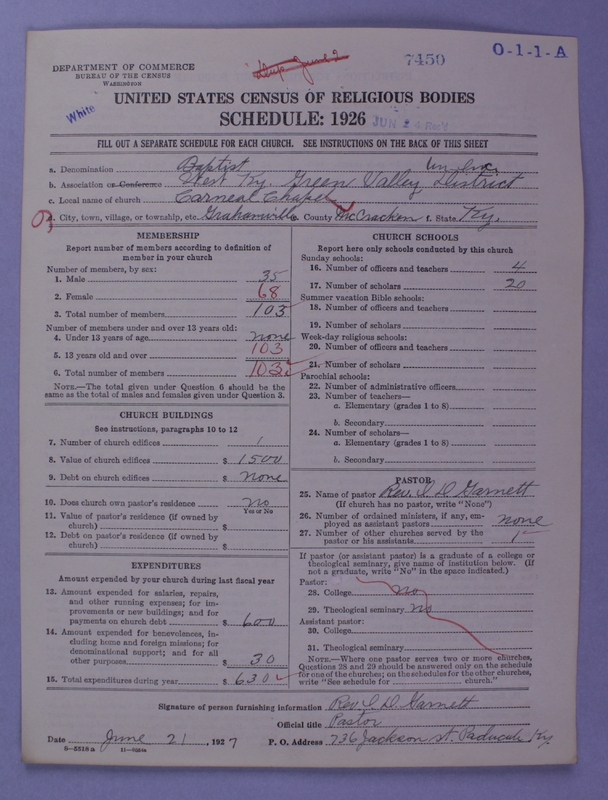 Dup. June 2
7450
O-1-1-A
DEPARTMENT OF COMMERCE
BUREAU OF THE CENSUS
WASHINGTON
White
UNITED STATES CENSUS OF RELIGIOUS BODIES
SCHEDULE: 1926
JUN 24 Rec'd
FILL OUT A SEPARATE SCHEDULE FOR EACH CHURCH. SEE INSTRUCTIONS ON THE BACK OF THIS SHEET
a. Denomination Baptist Un Inc.
b. Association or Conference West Ky. Green Valley District
c. Local name of church Carneal Chapel
d. City, town, village, or township, etc. Grahamville e. County McCracken f. State Ky.
MEMBERSHIP
Report number of members according to definition of
member in your church
Number of members, by sex:
1. Male 35
2. Female 68
3. Total number of members 103
Number of members under and over 13 years old:
4. Under 13 years of age none
5. 13 years old and over 103
6. Total number of members 103
NOTE.—The total given under Question 6 should be the
same as the total of males and females given under Question 3.
CHURCH BUILDINGS
See instructions, paragraphs 10 to 12
7. Number of church edifices 1
8. Value of church edifices $ 1500
9. Debt on church edifices $ none
10. Does church own pastor's residence no
Yes or No
11. Value of pastor's residence (if owned by
church) $
12. Debt on pastor's residence (if owned by
church) $
EXPENDITURES
Amount expended by your church during last fiscal year
13. Amount expended for salaries, repairs,
and other running expenses; for im-
provements or new buildings; and for
payments on church debt $ 600
14. Amount expended for benevolences, in-
cluding home and foreign missions; for
denominational support; and for all
other purposes $ 30
15. Total expenditures during year $ 630
CHURCH SCHOOLS
Report here only schools conducted by this church
Sunday schools:
16. Number of officers and teachers 4
17. Number of scholars 20
Summer vacation Bible schools:
18. Number of officers and teachers
19. Number of scholars
Week-day religious schools:
20. Number of officers and teachers
21. Number of scholars
Parochial schools:
22. Number of administrative officers
23. Number of teachers—
a. Elementary (grades 1 to 8)
b. Secondary
24. Number of scholars—
a. Elementary (grades 1 to 8)
b. Secondary
PASTOR
25. Name of pastor Rev. I. D. Garnett
(If church has no pastor, write "None")
26. Number of ordained ministers, if any, em-
ployed as assistant pastors none
27. Number of other churches served by the
pastor or his assistants 1
If pastor (or assistant pastor) is a graduate of a college or
theological seminary, give name of institution below. (If
not a graduate, write "No" in the space indicated.)
Pastor:
28. College no
29. Theological seminary no
Assistant pastor:
30. College
31. Theological seminary
NOTE.—Where one pastor serves two or more churches,
Questions 28 and 29 should be answered only on the schedule
for one of the churches; on the schedules for the other churches,
write "See schedule for church."
Signature of person furnishing information Rev. I. D. Garnett
Official title Pastor
Date June 21, 1927 P. O. Address 736 Jackson st. Paducah Ky.